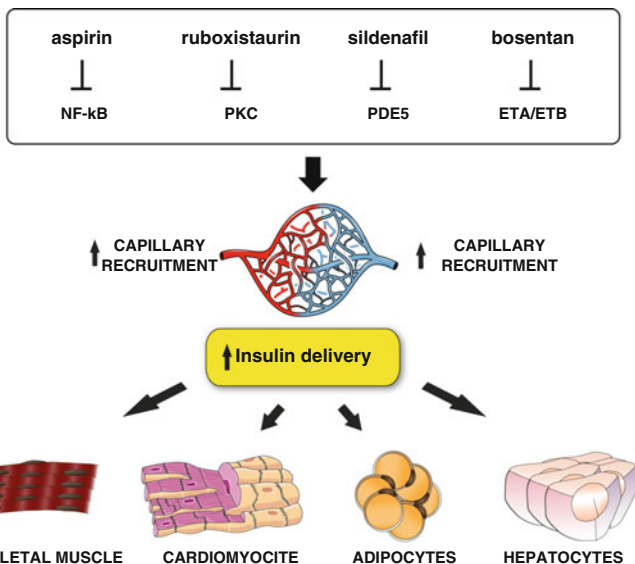 aspirin ruboxistaurin sildenafil bosentan
NF-kB PKC PDE5 ETA/ETB
CAPILLARY RECRUITMENT
CAPILLARY RECRUITMENT
Insulin delivery
LETAL MUSCLE CARDIOMYOCITE ADIPOCYTES HEPATOCYTES